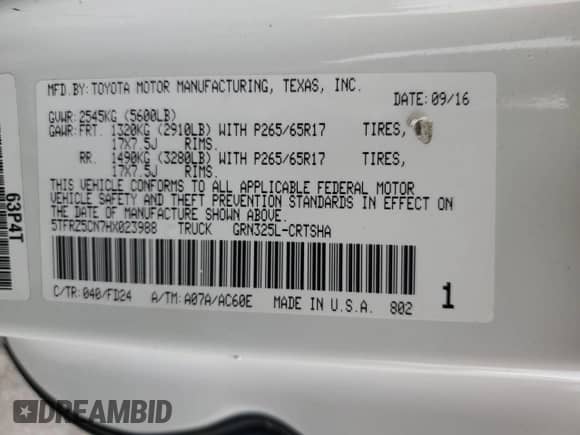 MFD.BY:TOYOTA MOTOR MANUFACTURING, TEXAS, INC.
DATE:09/16
GVWR:2545KG (5600LB)
GAWR:FRT. 1320KG (2910LB) WITH P265/65R17 TIRES,
17X7.5J RIMS.
RR. 1490KG (3280LB) WITH P265/65R17 TIRES,
17X7.5J RIMS.
THIS VEHICLE CONFORMS TO ALL APPLICABLE FEDERAL MOTOR
VEHICLE SAFETY AND THEFT PREVENTION STANDARDS IN EFFECT ON
THE DATE OF MANUFACTURE SHOWN ABOVE.
5TFRZ5CN7HX023988 TRUCK GRN325L-CRTSHA
C/TR:040/FD24 A/TM:A07A/AC60E MADE IN U.S.A. 802
1
63P4T
DREAMBID